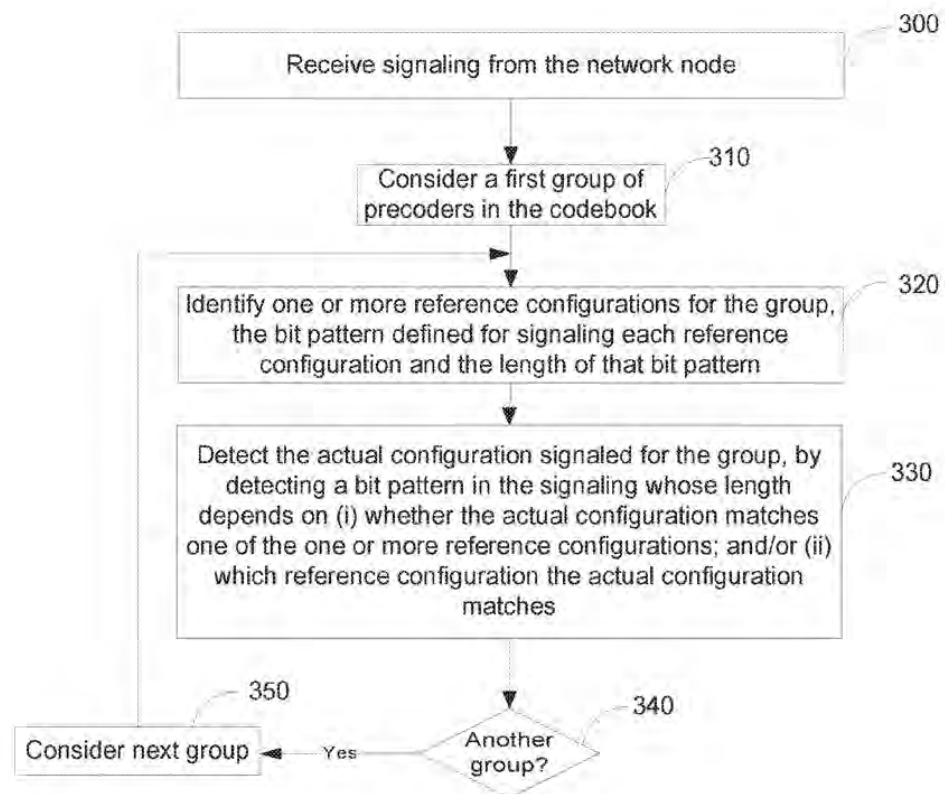 300
Receive signaling from the network node
310
Consider a first group of
precoders in the codebook
320
Identify one or more reference configurations for the group,
the bit pattern defined for signaling each reference
configuration and the length of that bit pattern
330
Detect the actual configuration signaled for the group, by
detecting a bit pattern in the signaling whose length
depends on (i) whether the actual configuration matches
one of the one or more reference configurations; and/or (ii)
which reference configuration the actual configuration
matches
340
Another
group?
Yes
350
Consider next group